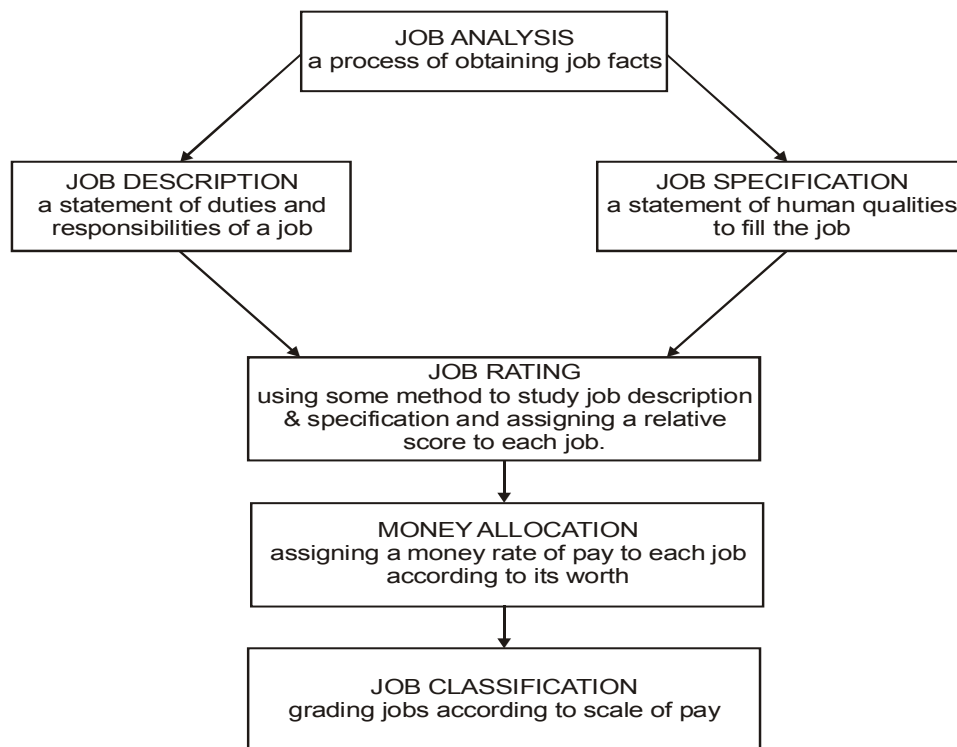 JOB ANALYSIS
a process of obtaining job facts
JOB DESCRIPTION
a statement of duties and
responsibilities of a job
JOB SPECIFICATION
a statement of human qualities
to fill the job
JOB RATING
using some method to study job description
& specification and assigning a relative
score to each job.
MONEY ALLOCATION
assigning a money rate of pay to each job
according to its worth
JOB CLASSIFICATION
grading jobs according to scale of pay